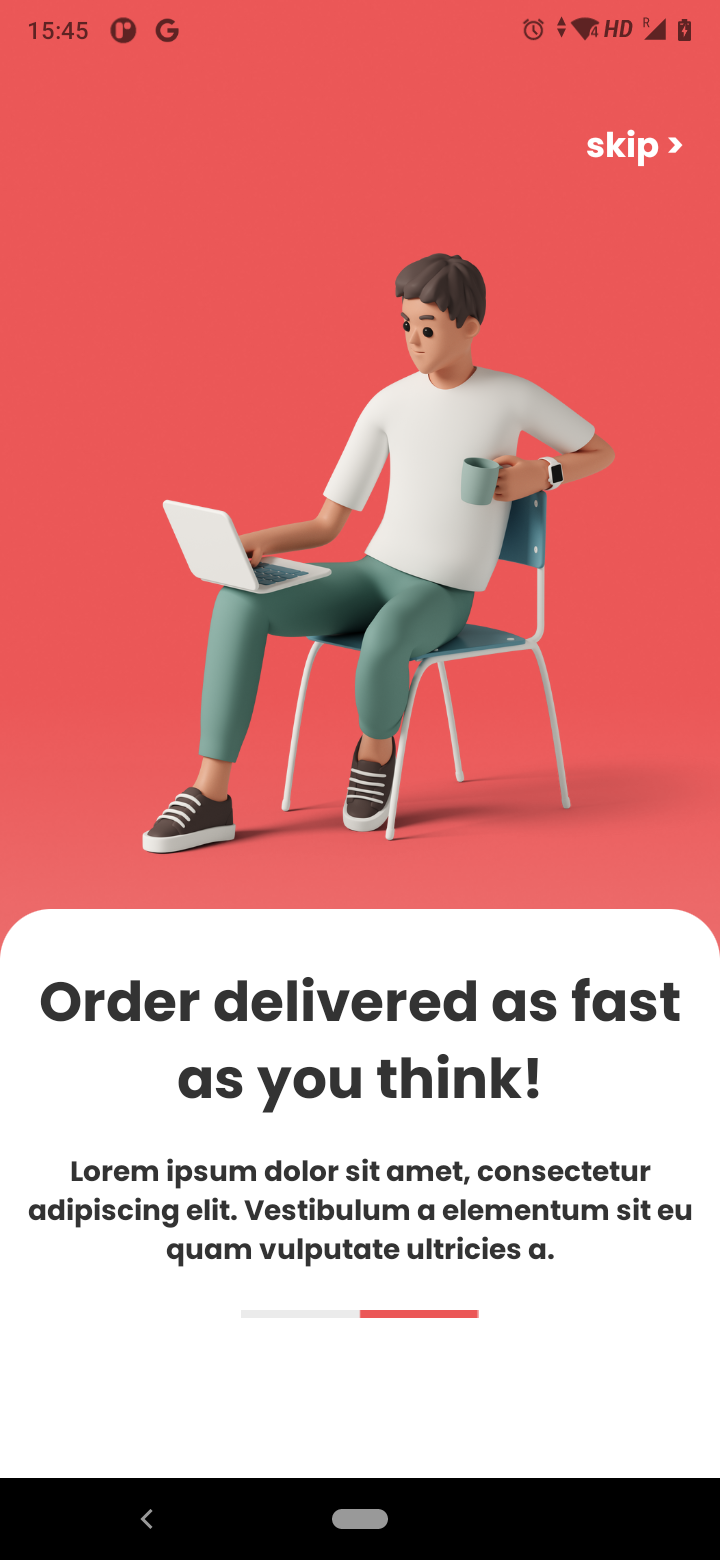 15:45
4 HD R
skip >
Order delivered as fast
as you think!
Lorem ipsum dolor sit amet, consectetur
adipiscing elit. Vestibulum a elementum sit eu
quam vulputate ultricies a.